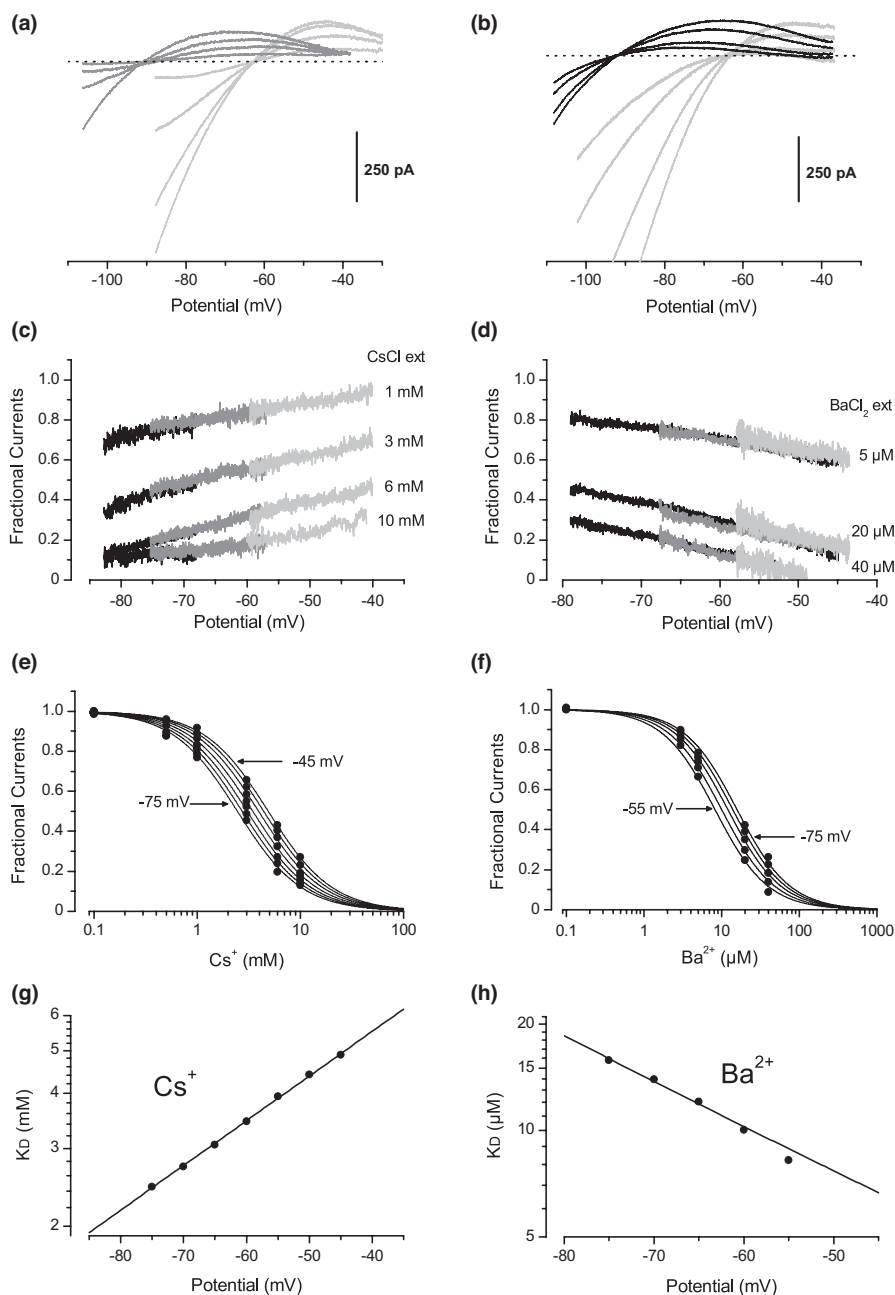 (a)
250 pA
-100 -80 -60 -40
Potential (mV)
(b)
250 pA
-100 -80 -60 -40
Potential (mV)
(c)
CsCl ext
1.0
0.8
0.6
0.4
0.2
0
Fractional Currents
1 mM
3 mM
6 mM
10 mM
-80 -70 -60 -50 -40
Potential (mV)
(d)
BaCl2 ext
1.0
0.8
0.6
0.4
0.2
0
Fractional Currents
5 µM
20 µM
40 µM
-80 -70 -60 -50 -40
Potential (mV)
(e)
1.0
0.8
0.6
0.4
0.2
0
Fractional Currents
-45 mV
-75 mV
0.1 1 10 100
Cs+ (mM)
(f)
1.0
0.8
0.6
0.4
0.2
0
Fractional Currents
-55 mV
-75 mV
0.1 1 10 100 1000
Ba2+ (µM)
(g)
6
5
4
3
2
KD (mM)
Cs+
-80 -70 -60 -50 -40
Potential (mV)
(h)
20
15
10
5
KD (µM)
Ba2+
-80 -70 -60 -50
Potential (mV)